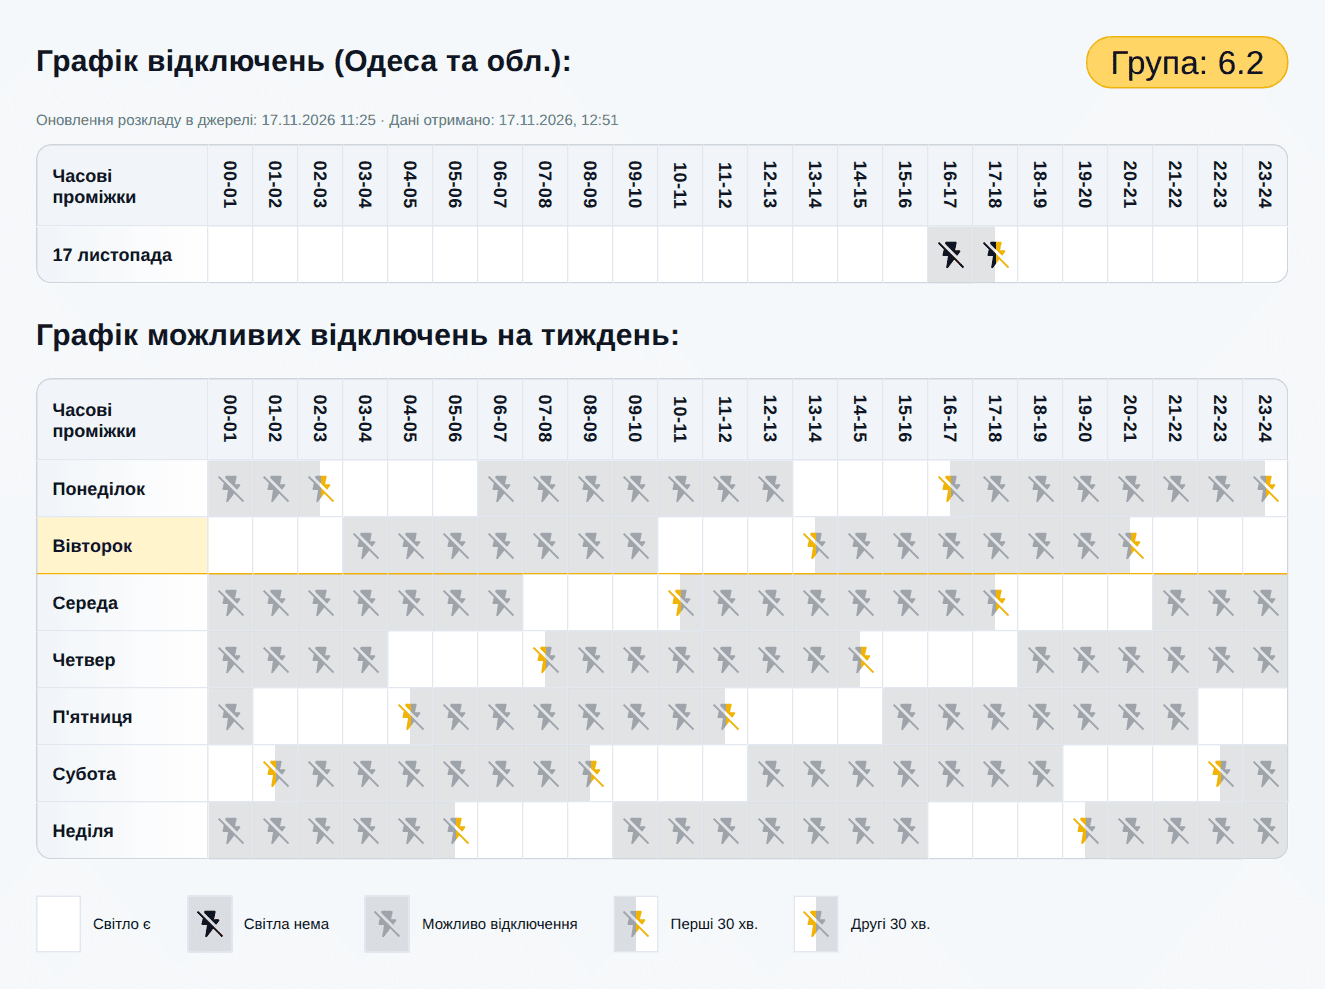 Графік відключень (Одеса та обл.):
Група: 6.2
Оновлення розкладу в джерелі: 17.11.2026 11:25 · Дані отримано: 17.11.2026, 12:51
Часові проміжки 00-01 01-02 02-03 03-04 04-05 05-06 06-07 07-08 08-09 09-10 10-11 11-12 12-13 13-14 14-15 15-16 16-17 17-18 18-19 19-20 20-21 21-22 22-23 23-24
17 листопада
Графік можливих відключень на тиждень:
Часові проміжки 00-01 01-02 02-03 03-04 04-05 05-06 06-07 07-08 08-09 09-10 10-11 11-12 12-13 13-14 14-15 15-16 16-17 17-18 18-19 19-20 20-21 21-22 22-23 23-24
Понеділок
Вівторок
Середа
Четвер
П'ятниця
Субота
Неділя
Світло є Світла нема Можливо відключення Перші 30 хв. Другі 30 хв.